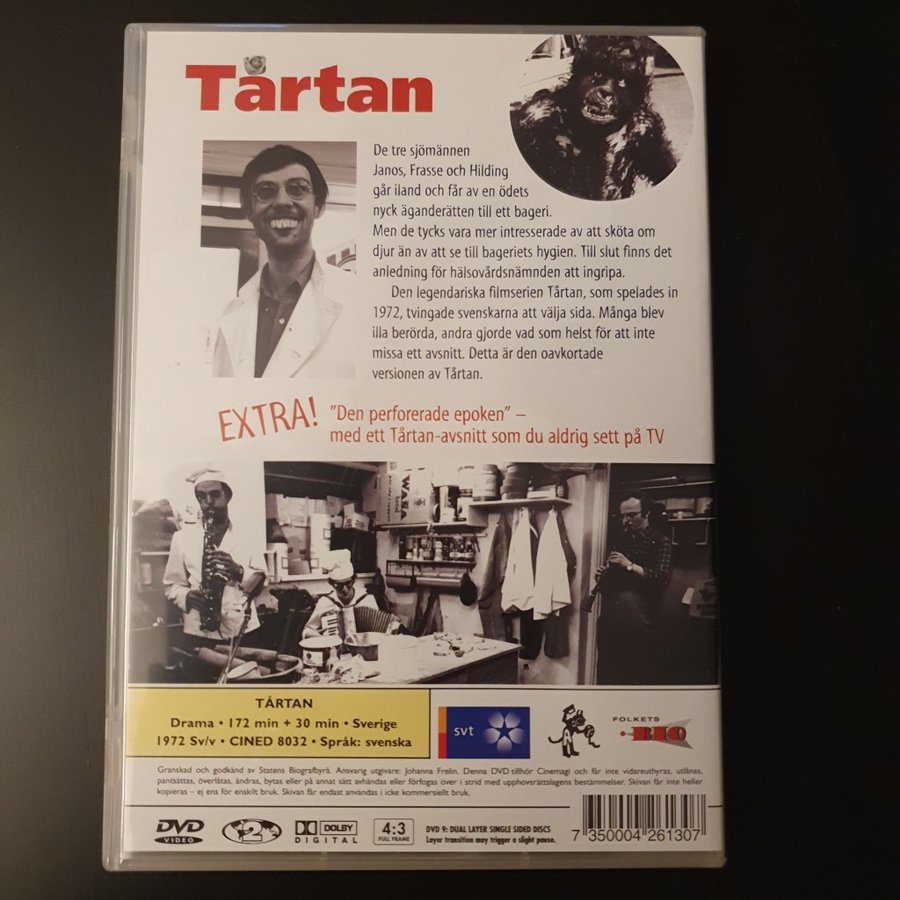 Tårtan
De tre sjömännen
Janos, Frasse och Hilding
går iland och får av en ödets
nyck äganderätten till ett bageri.
Men de tycks vara mer intresserade av att sköta om
djur än av att se till bageriets hygien. Till slut finns det
anledning för hälsovårdsnämnden att ingripa.
Den legendariska filmserien Tårtan, som spelades in
1972, tvingade svenskarna att välja sida. Många blev
illa berörda, andra gjorde vad som helst för att inte
missa ett avsnitt. Detta är den oavkortade
versionen av Tårtan.
EXTRA!
"Den perforerade epoken" –
med ett Tårtan-avsnitt som du aldrig sett på TV
WASA
TÅRTAN
Drama • 172 min + 30 min • Sverige
1972 Sv/v • CINED 8032 • Språk: svenska
svt
FOLKETS
BIO
Granskad och godkänd av Statens Biografbyrå. Ansvarig utgivare: Johanna Frelin. Denna DVD tillhör Cinemagi och får inte vidareuthyras, utlånas,
pantsättas, överlåtas, ändras, bytas eller på annat sätt avhändas eller förfogas över i strid med upphovsrättslagens bestämmelser. Skivan får inte heller
kopieras – ej ens för enskilt bruk. Skivan får endast användas i icke kommersiellt bruk.
DVD
VIDEO
2
DOLBY
DIGITAL
4:3
FULL FRAME
DVD 9: DUAL LAYER SINGLE SIDED DISCS
Layer transition may trigger a slight pause.
7 350004 261307